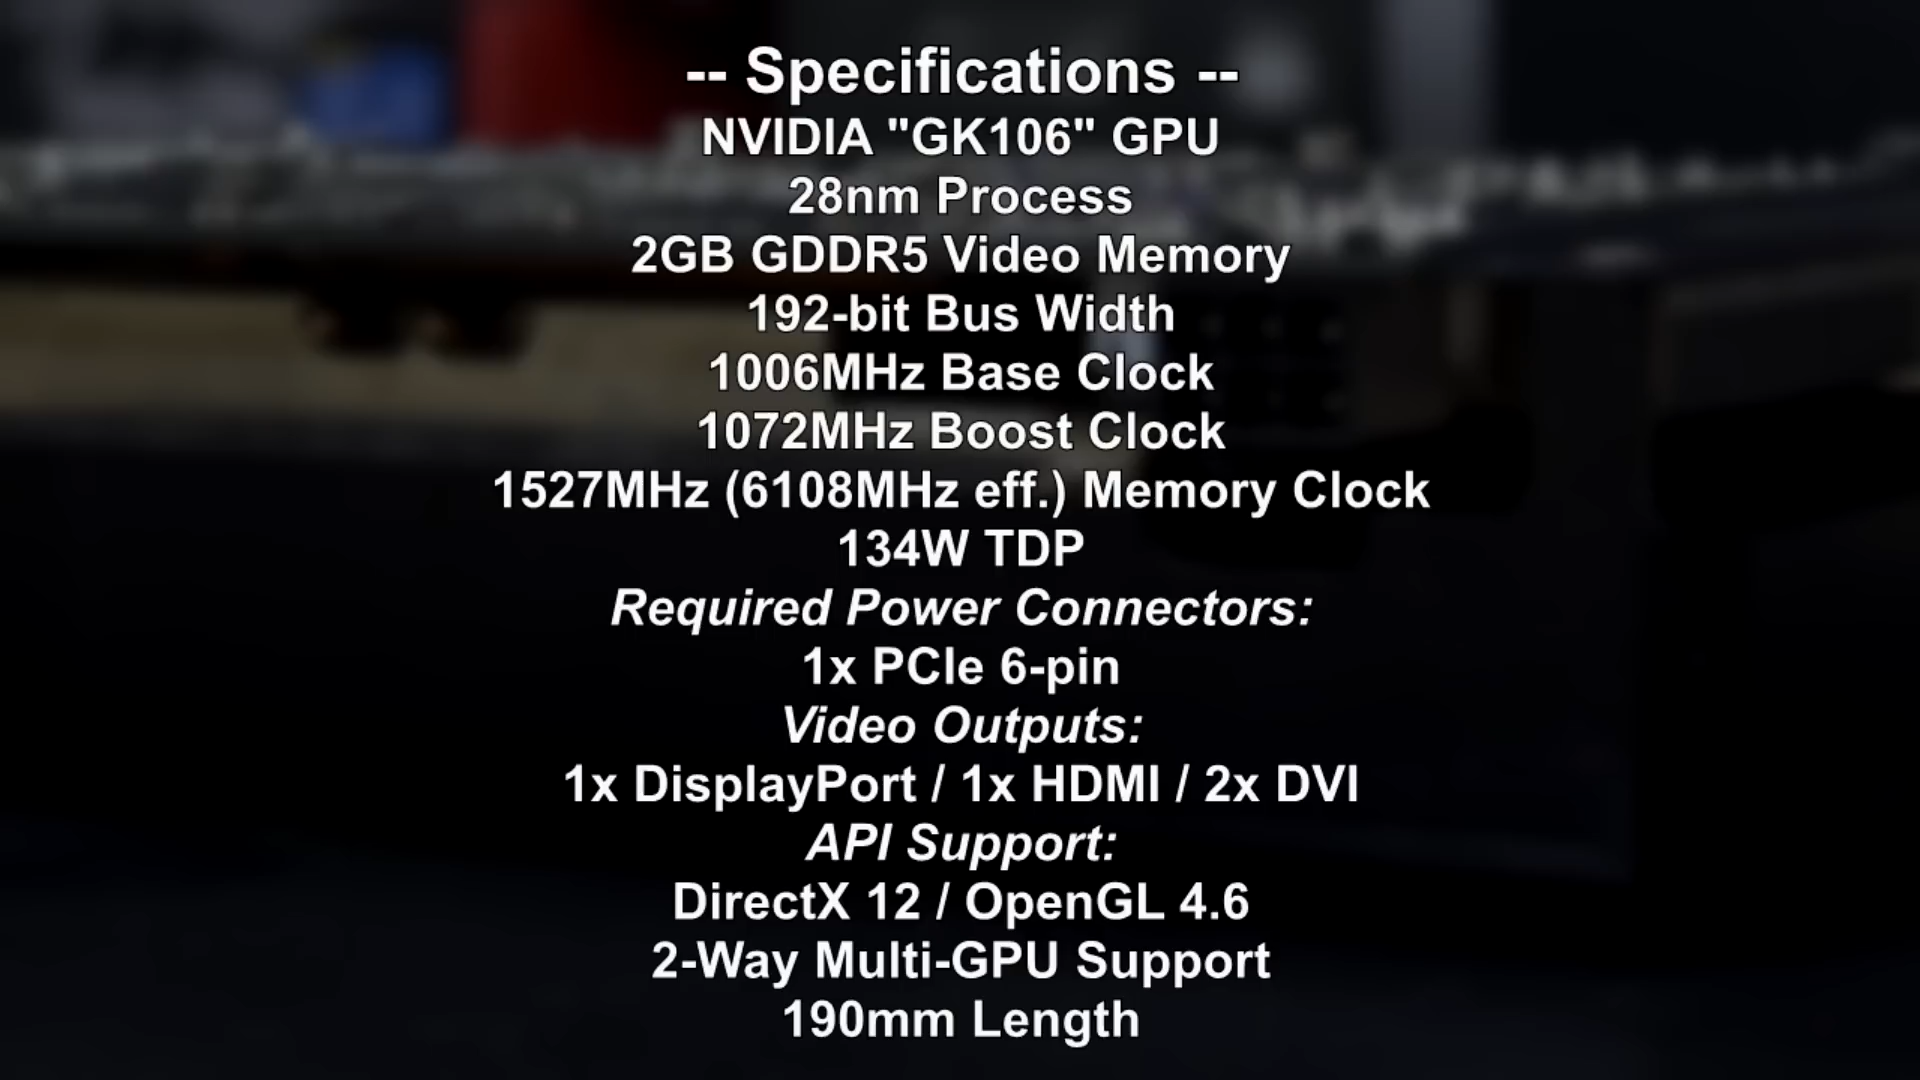 -- Specifications --
NVIDIA "GK106" GPU
28nm Process
2GB GDDR5 Video Memory
192-bit Bus Width
1006MHz Base Clock
1072MHz Boost Clock
1527MHz (6108MHz eff.) Memory Clock
134W TDP
Required Power Connectors:
1x PCIe 6-pin
Video Outputs:
1x DisplayPort / 1x HDMI / 2x DVI
API Support:
DirectX 12 / OpenGL 4.6
2-Way Multi-GPU Support
190mm Length